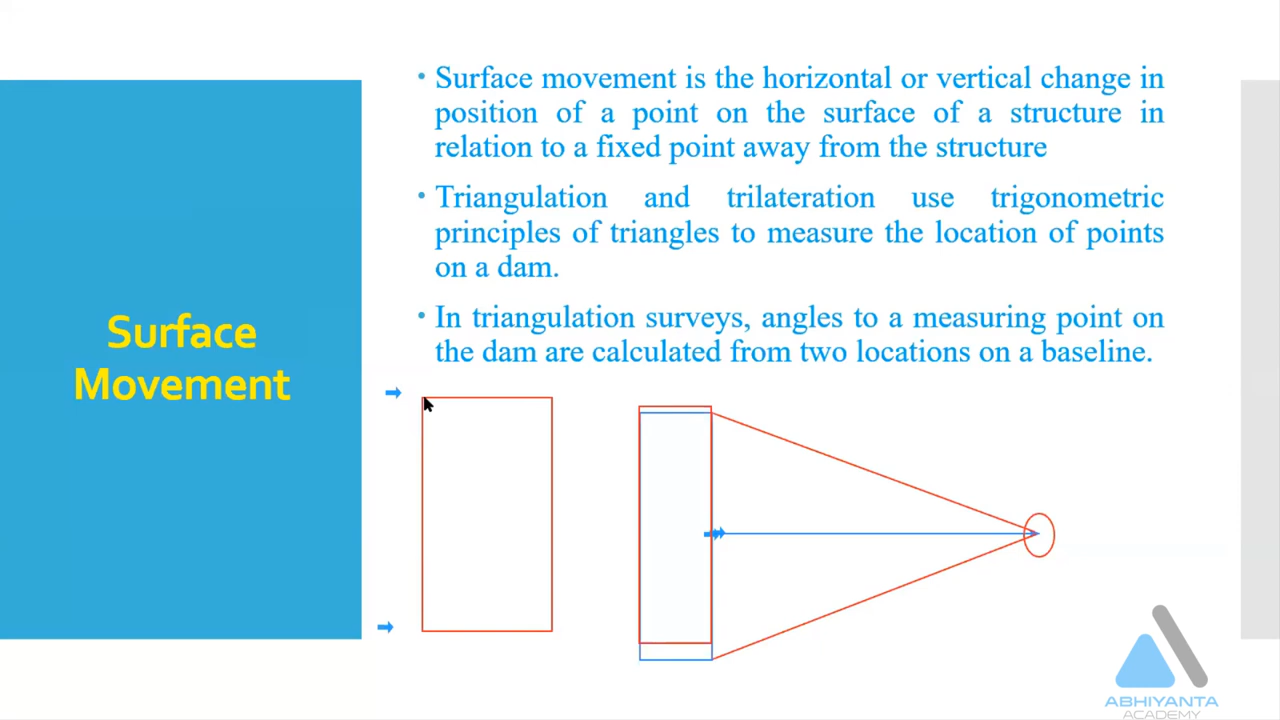 Surface
Movement
• Surface movement is the horizontal or vertical change in
position of a point on the surface of a structure in
relation to a fixed point away from the structure
• Triangulation and trilateration use trigonometric
principles of triangles to measure the location of points
on a dam.
• In triangulation surveys, angles to a measuring point on
the dam are calculated from two locations on a baseline.
ABHIYANTA
ACADEMY